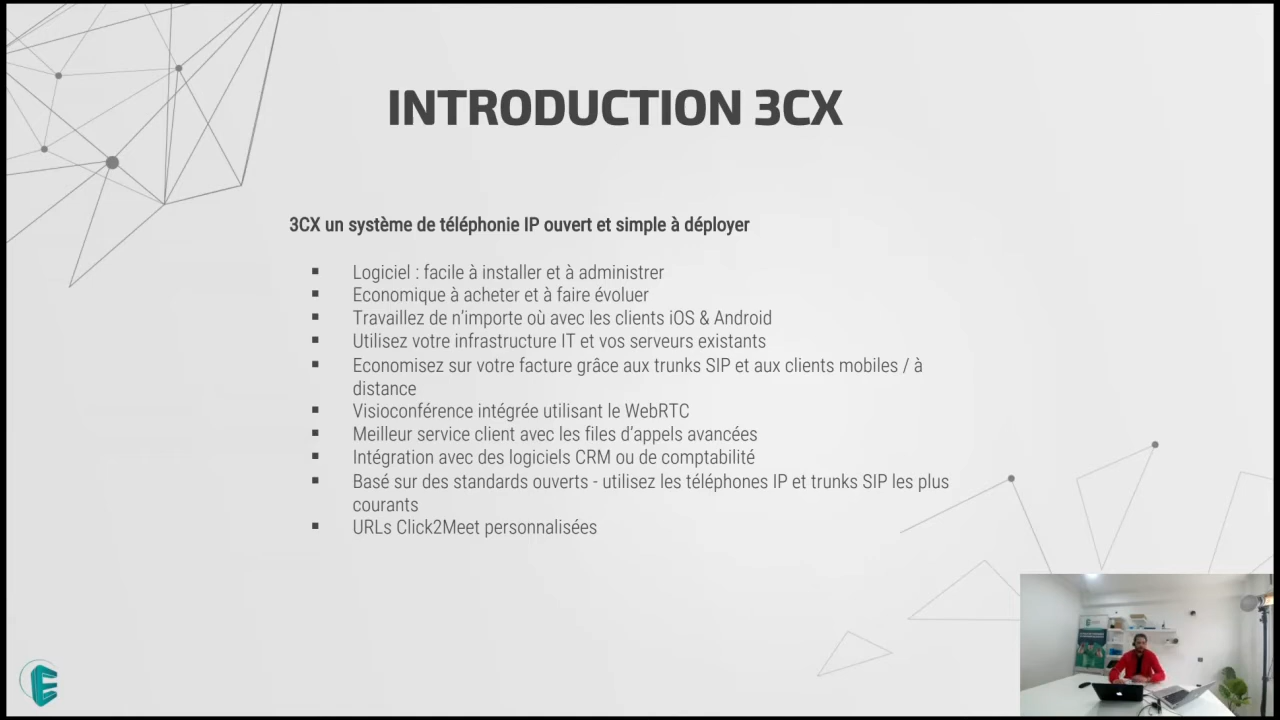 INTRODUCTION 3CX
3CX un système de téléphonie IP ouvert et simple à déployer
▪ Logiciel : facile à installer et à administrer
▪ Economique à acheter et à faire évoluer
▪ Travaillez de n’importe où avec les clients iOS & Android
▪ Utilisez votre infrastructure IT et vos serveurs existants
▪ Economisez sur votre facture grâce aux trunks SIP et aux clients mobiles / à
distance
▪ Visioconférence intégrée utilisant le WebRTC
▪ Meilleur service client avec les files d’appels avancées
▪ Intégration avec des logiciels CRM ou de comptabilité
▪ Basé sur des standards ouverts - utilisez les téléphones IP et trunks SIP les plus
courants
▪ URLs Click2Meet personnalisées